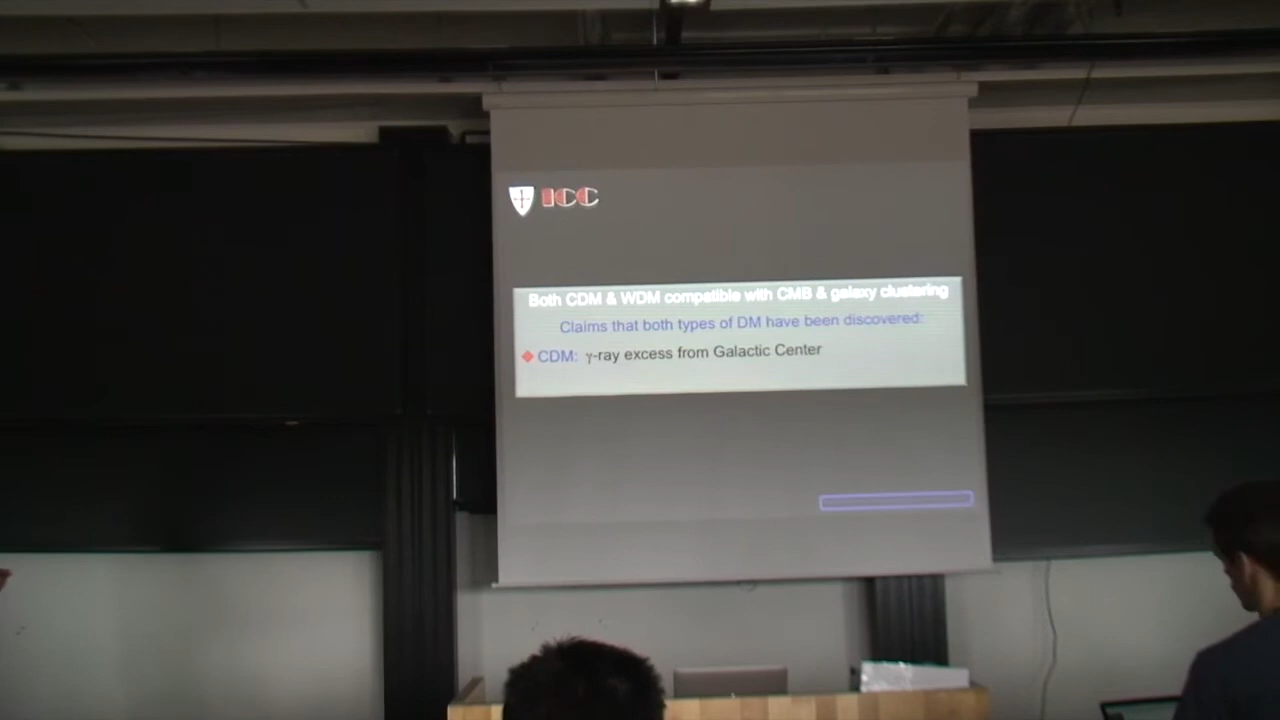 ICC
Both CDM & WDM compatible with CMB & galaxy clustering
Claims that both types of DM have been discovered:
CDM: γ-ray excess from Galactic Center